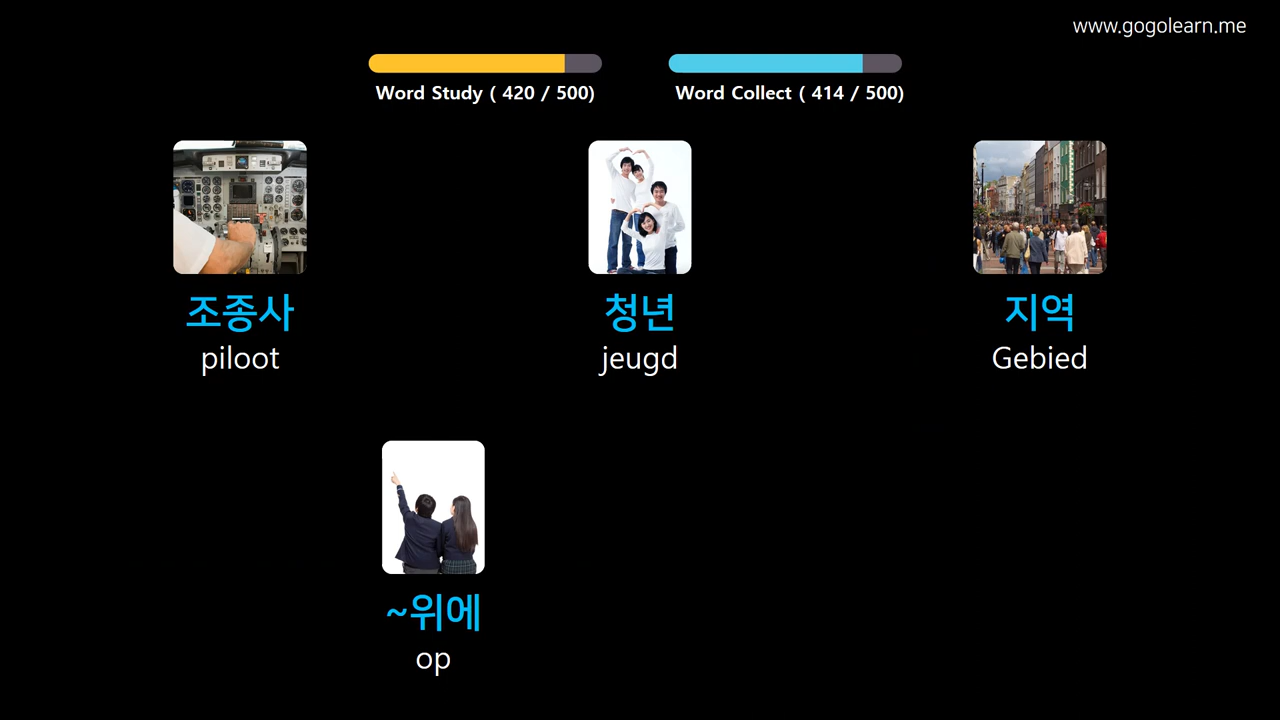 www.gogolearn.me
Word Study ( 420 / 500)
Word Collect ( 414 / 500)
조종사
piloot
청년
jeugd
지역
Gebied
~위에
op